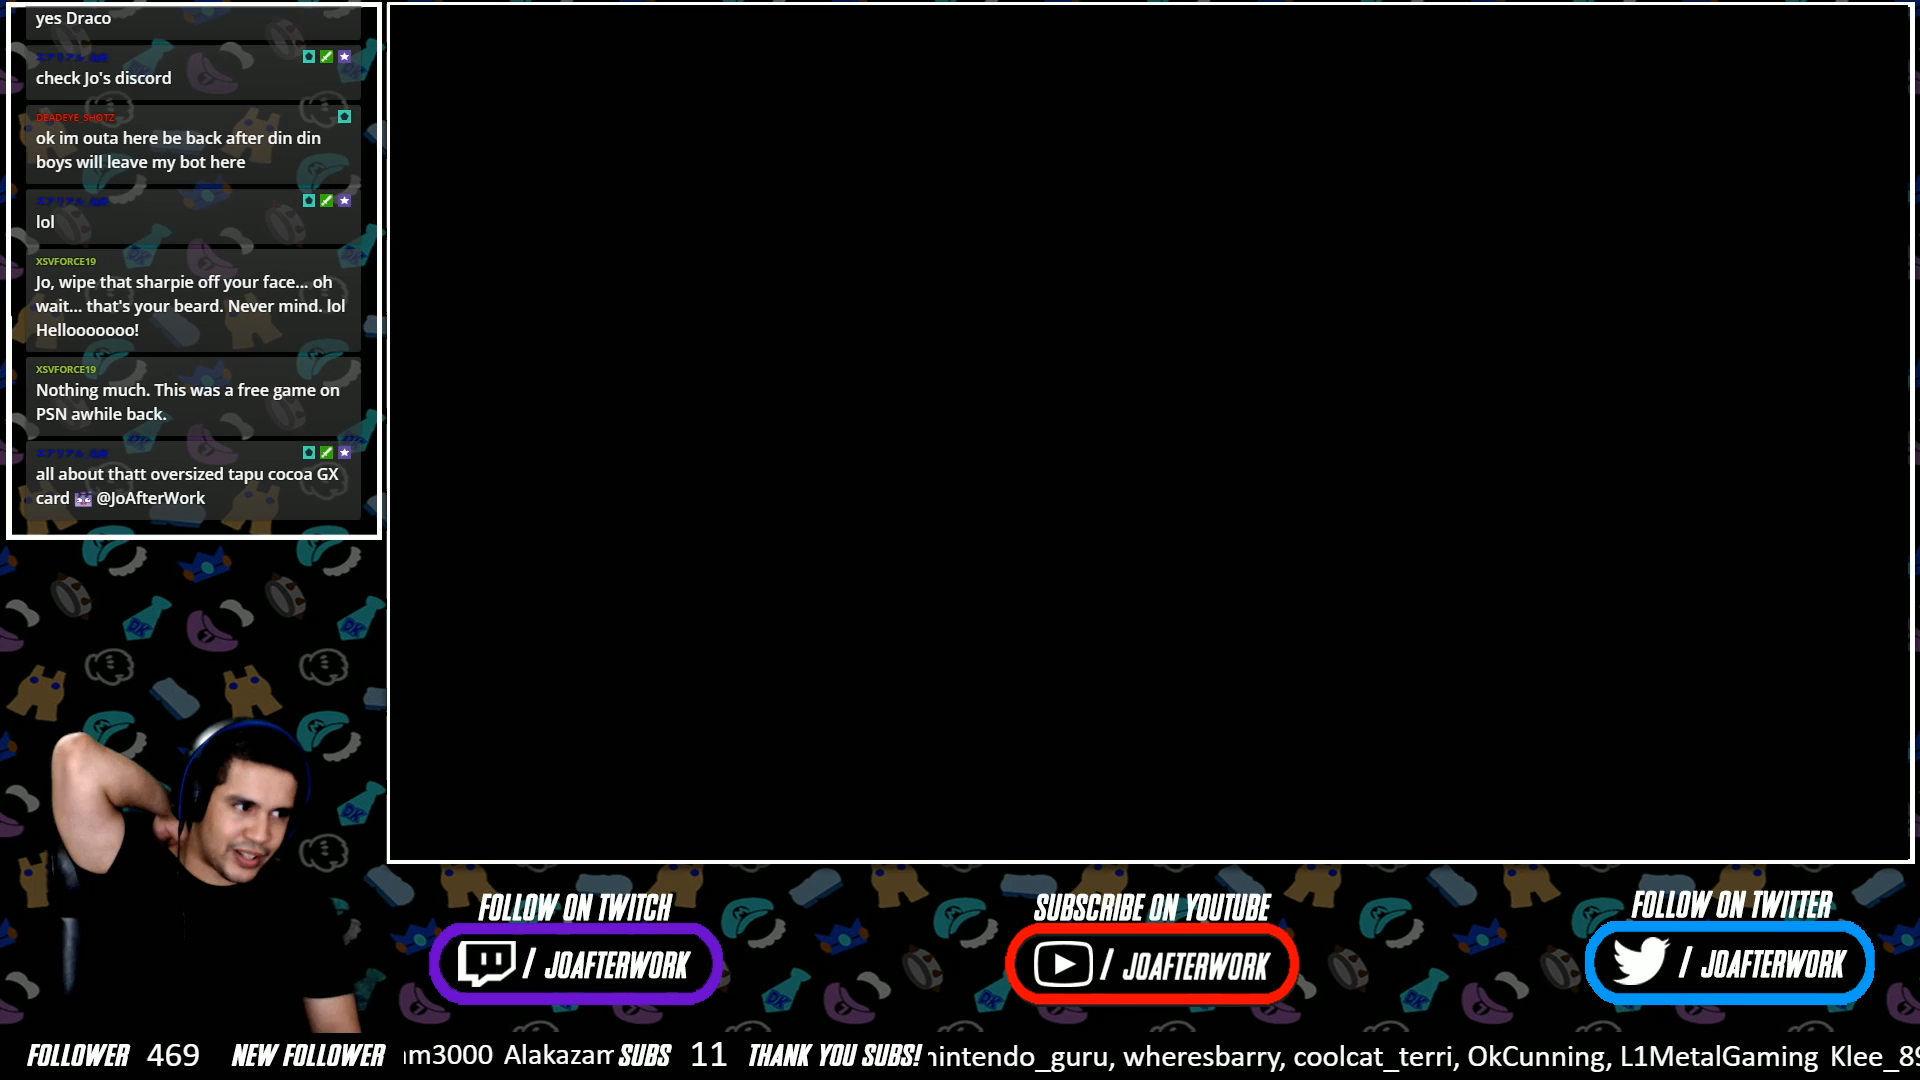 yes Draco
check Jo's discord
DEADEYE_SHOTZ
ok im outa here be back after din din
boys will leave my bot here
lol
XSVFORCE19
Jo, wipe that sharpie off your face... oh
wait... that's your beard. Never mind. lol
Hellooooooo!
XSVFORCE19
Nothing much. This was a free game on
PSN awhile back.
all about thatt oversized tapu cocoa GX
card @JoAfterWork
FOLLOW ON TWITCH
/ JOAFTERWORK
SUBSCRIBE ON YOUTUBE
/ JOAFTERWORK
FOLLOW ON TWITTER
/ JOAFTERWORK
FOLLOWER 469 NEW FOLLOWER m3000 Alakazam SUBS 11 THANK YOU SUBS! nintendo_guru, wheresbarry, coolcat_terri, OkCunning, L1MetalGaming Klee_89